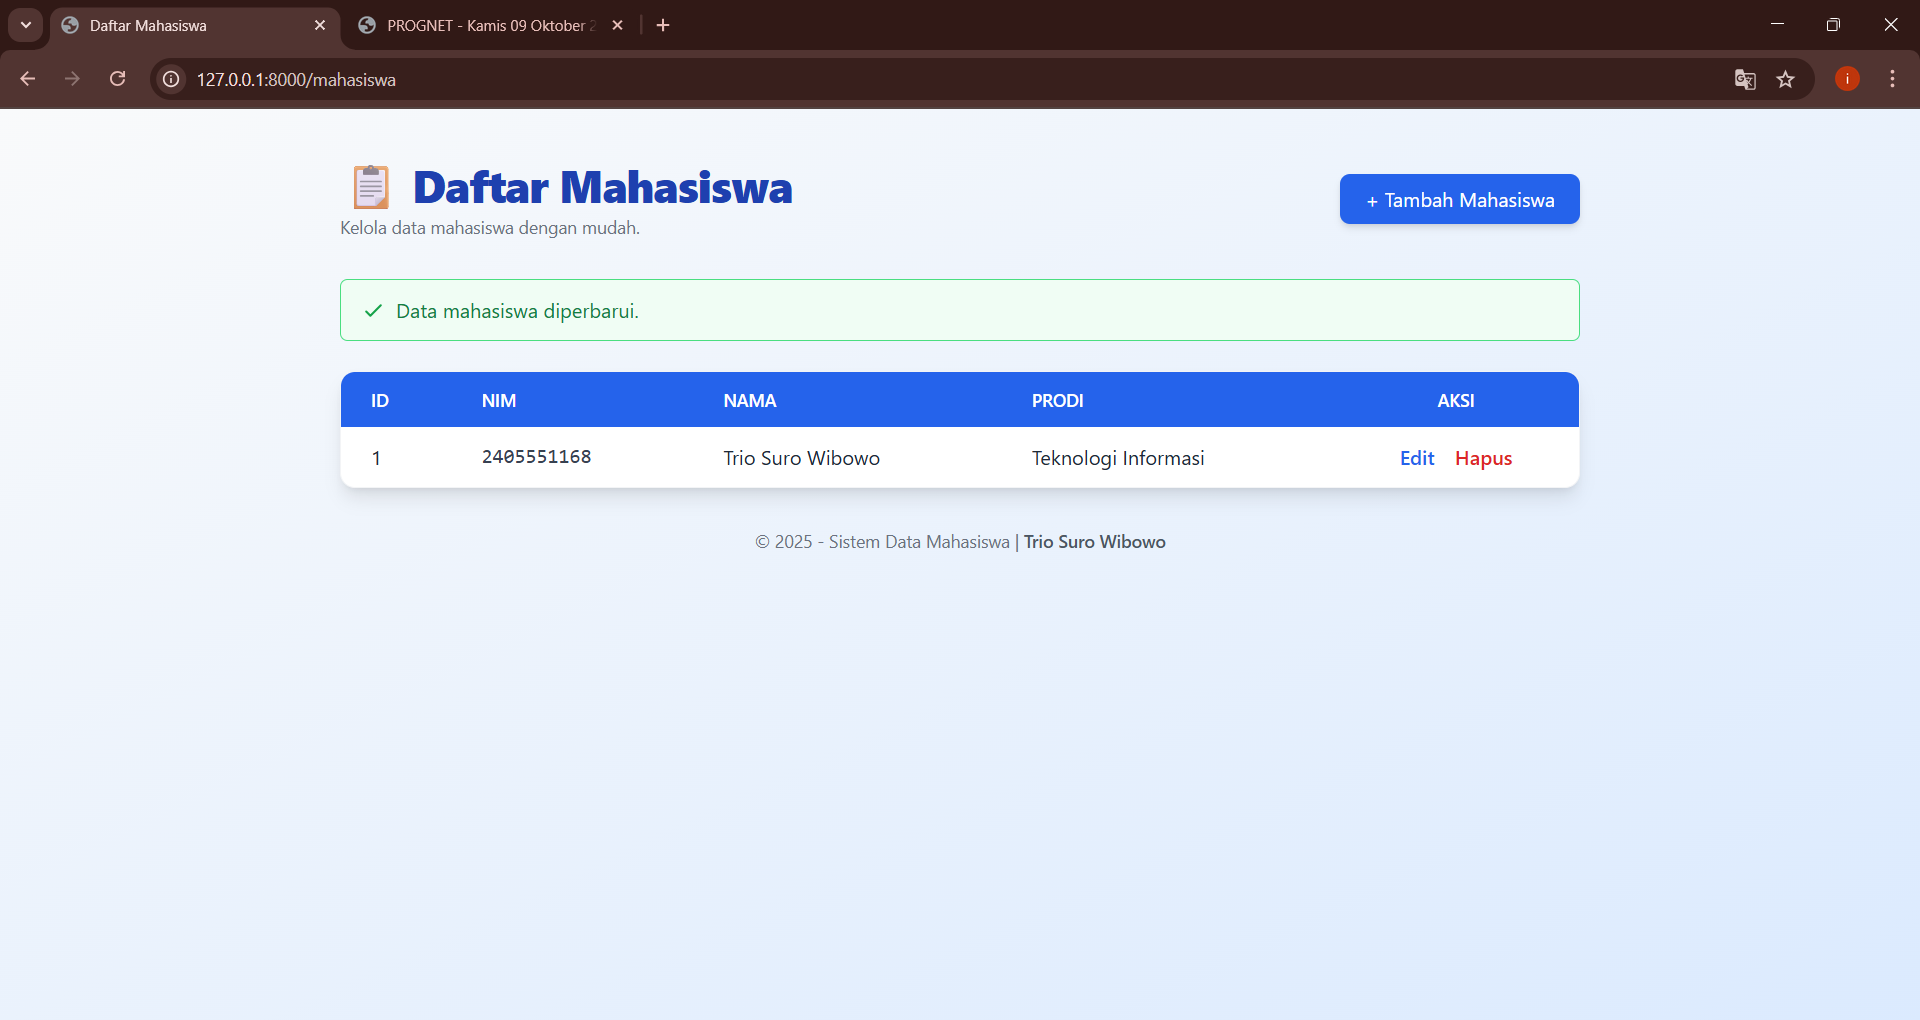 Daftar Mahasiswa
PROGNET - Kamis 09 Oktober
127.0.0.1:8000/mahasiswa
i
Daftar Mahasiswa
+ Tambah Mahasiswa
Kelola data mahasiswa dengan mudah.
Data mahasiswa diperbarui.
ID NIM NAMA PRODI AKSI
1 2405551168 Trio Suro Wibowo Teknologi Informasi Edit Hapus
© 2025 - Sistem Data Mahasiswa | Trio Suro Wibowo